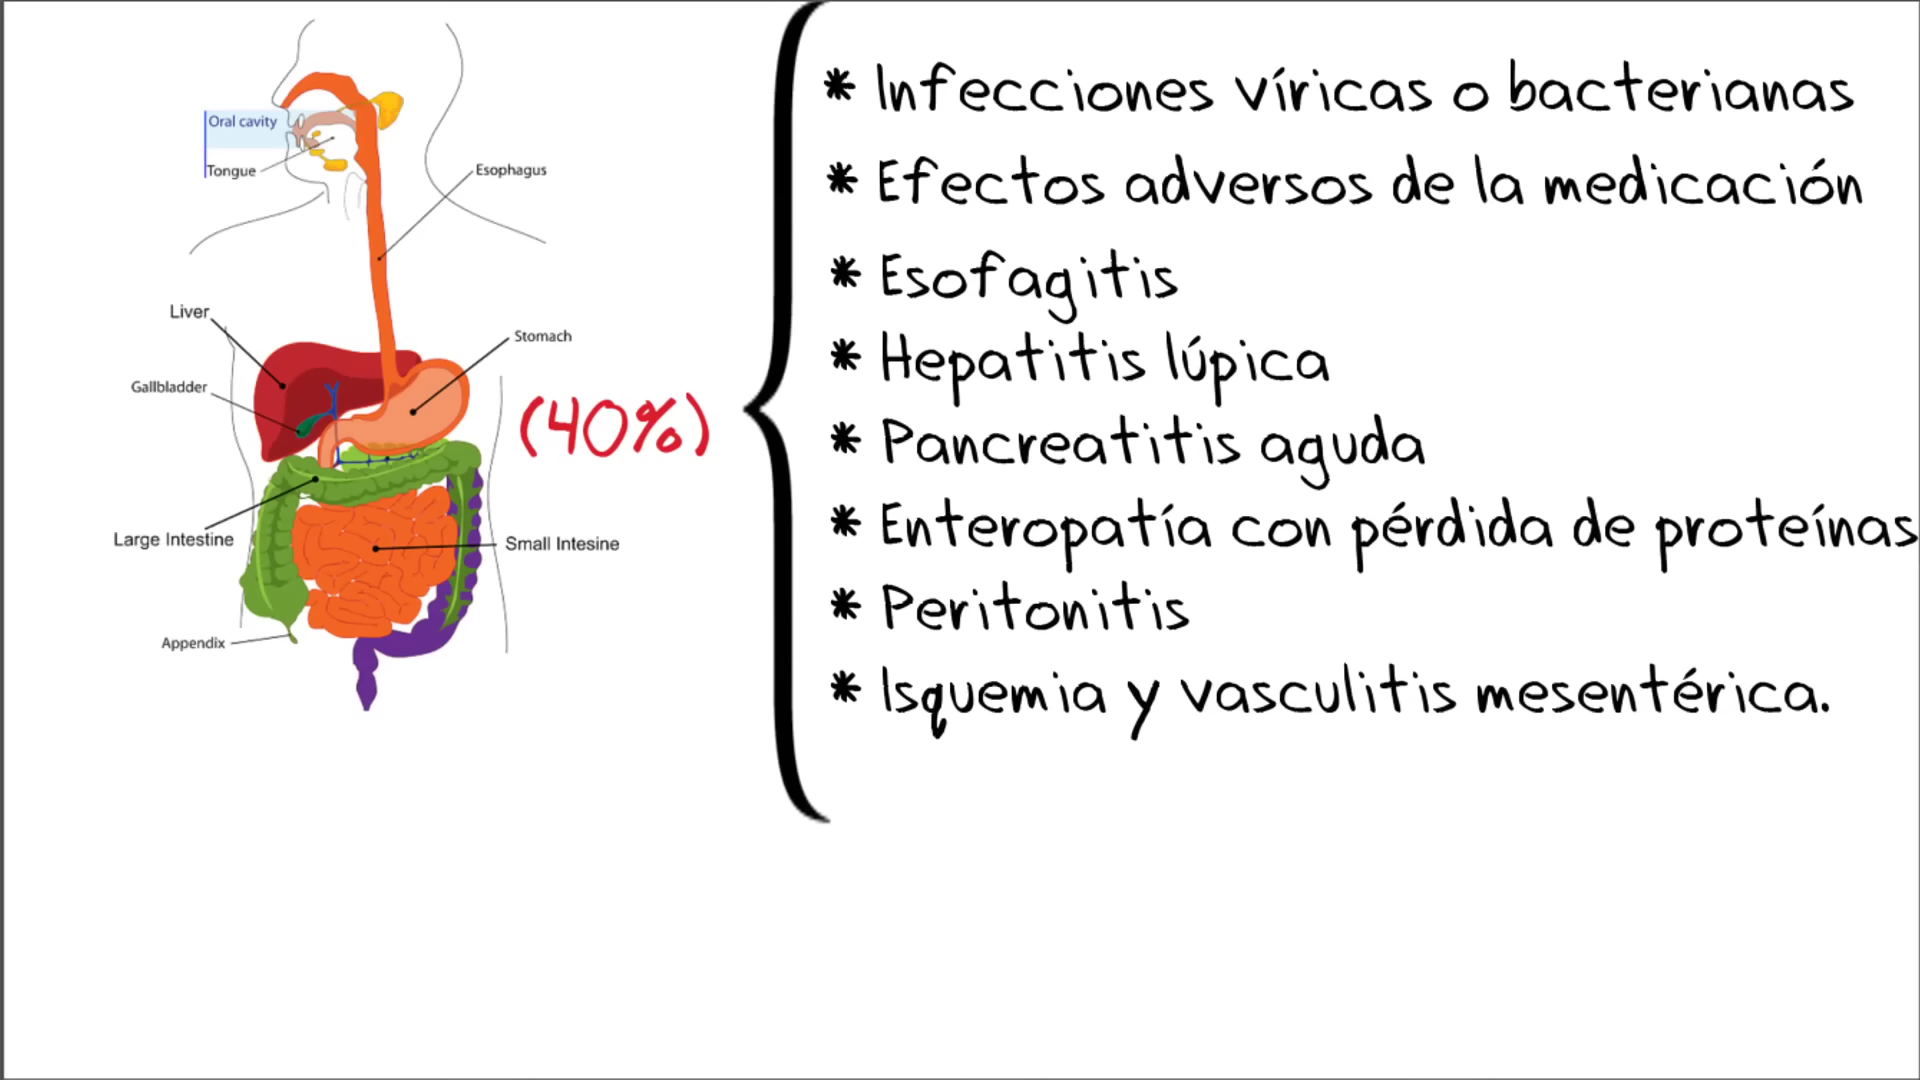 Oral cavity
Tongue
Esophagus
Liver
Stomach
Gallbladder
Large Intestine
Small Intesine
Appendix
(40%)
* Infecciones víricas o bacterianas
* Efectos adversos de la medicación
* Esofagitis
* Hepatitis lúpica
* Pancreatitis aguda
* Enteropatía con pérdida de proteínas
* Peritonitis
* Isquemia y vasculitis mesentérica.